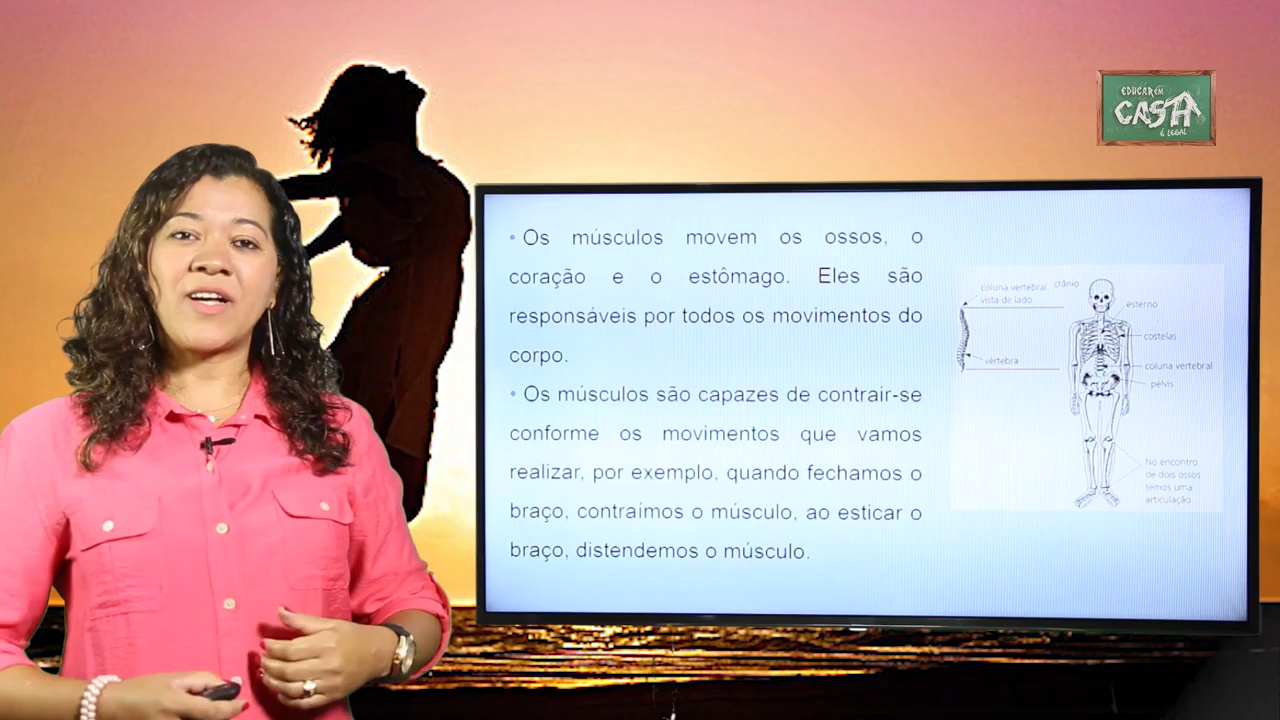 EDUCAR EM
CASA
É LEGAL
• Os músculos movem os ossos, o
coração e o estômago. Eles são
responsáveis por todos os movimentos do
corpo.
• Os músculos são capazes de contrair-se
conforme os movimentos que vamos
realizar, por exemplo, quando fechamos o
braço, contraímos o músculo, ao esticar o
braço, distendemos o músculo.
coluna vertebral
vista de lado
crânio
esterno
costelas
vértebra
coluna vertebral
pélvis
No encontro
de dois ossos
temos uma
articulação.